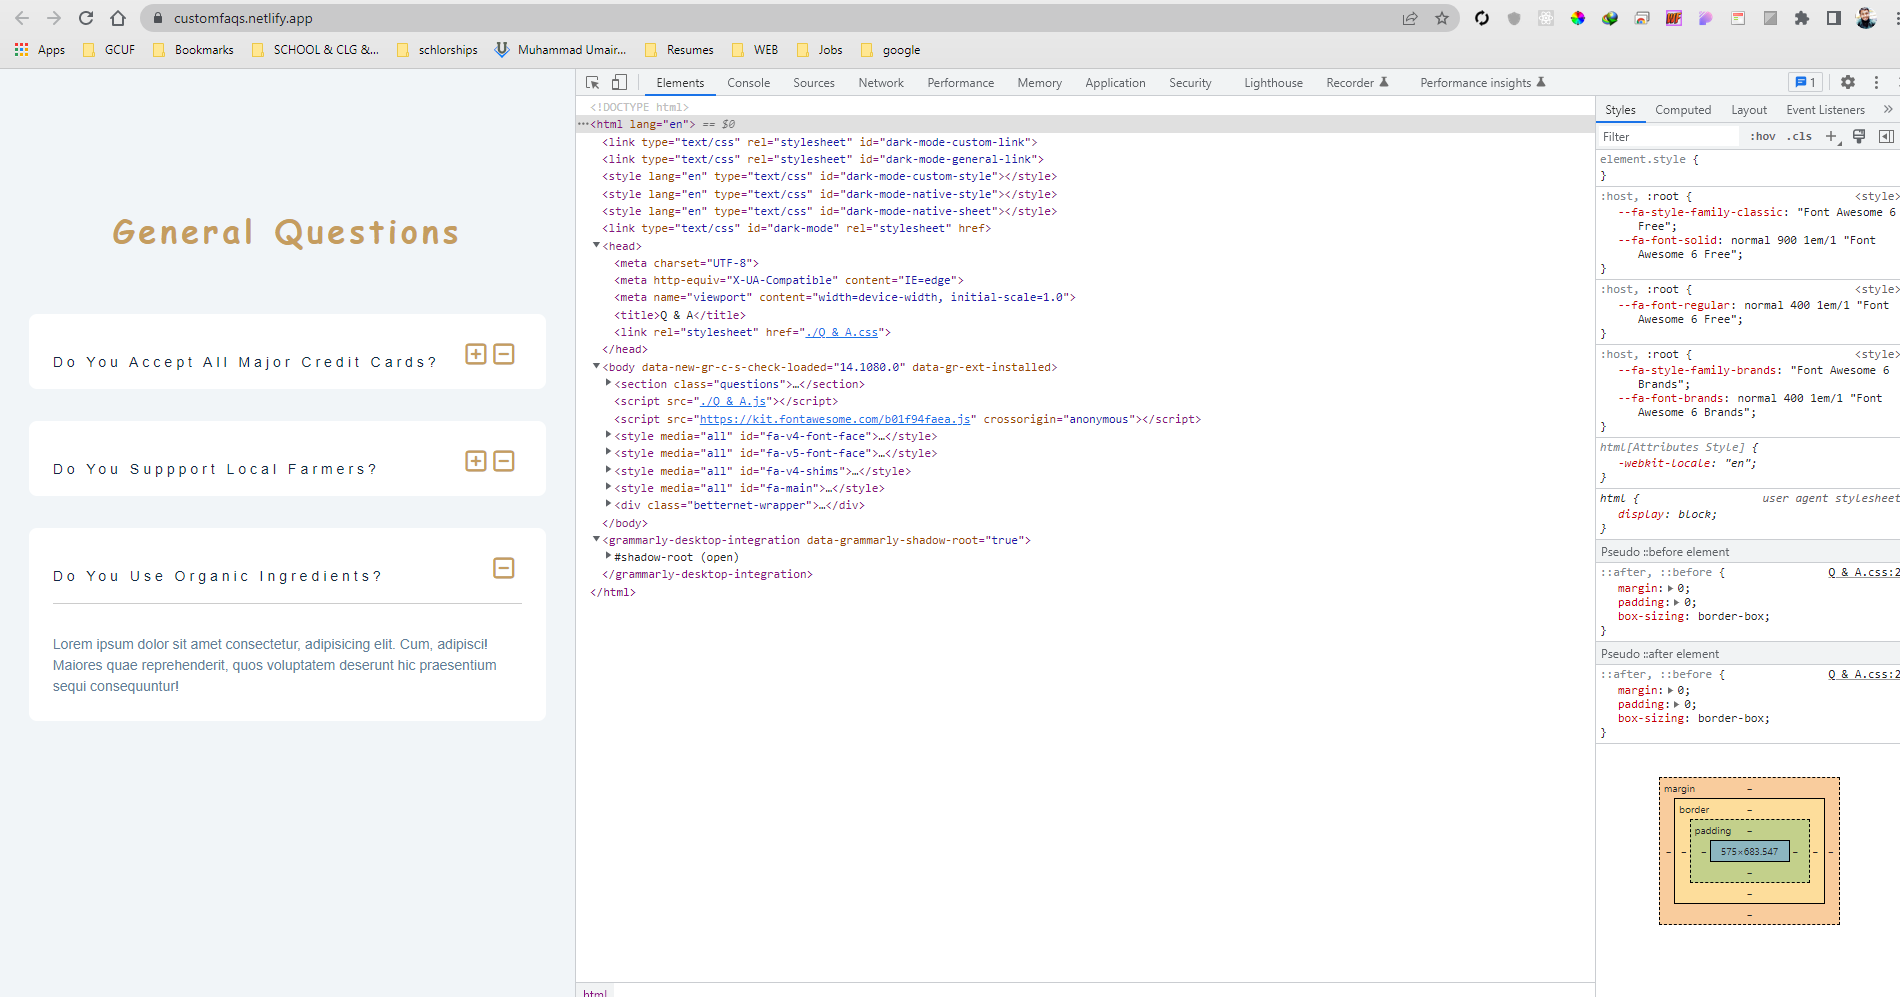 customfaqs.netlify.app
Apps GCUF Bookmarks SCHOOL & CLG &... schlorships Muhammad Umair... Resumes WEB Jobs google
General Questions
Do You Accept All Major Credit Cards?
Do You Suppport Local Farmers?
Do You Use Organic Ingredients?
Lorem ipsum dolor sit amet consectetur, adipisicing elit. Cum, adipisci!
Maiores quae reprehenderit, quos voluptatem deserunt hic praesentium
sequi consequuntur!
Elements Console Sources Network Performance Memory Application Security Lighthouse Recorder Performance insights 1
<!DOCTYPE html>
···<html lang="en"> == $0
<link type="text/css" rel="stylesheet" id="dark-mode-custom-link">
<link type="text/css" rel="stylesheet" id="dark-mode-general-link">
<style lang="en" type="text/css" id="dark-mode-custom-style"></style>
<style lang="en" type="text/css" id="dark-mode-native-style"></style>
<style lang="en" type="text/css" id="dark-mode-native-sheet"></style>
<link type="text/css" id="dark-mode" rel="stylesheet" href>
<head>
<meta charset="UTF-8">
<meta http-equiv="X-UA-Compatible" content="IE=edge">
<meta name="viewport" content="width=device-width, initial-scale=1.0">
<title>Q & A</title>
<link rel="stylesheet" href="./Q & A.css">
</head>
<body data-new-gr-c-s-check-loaded="14.1080.0" data-gr-ext-installed>
<section class="questions">…</section>
<script src="./Q & A.js"></script>
<script src="https://kit.fontawesome.com/b01f94faea.js" crossorigin="anonymous"></script>
<style media="all" id="fa-v4-font-face">…</style>
<style media="all" id="fa-v5-font-face">…</style>
<style media="all" id="fa-v4-shims">…</style>
<style media="all" id="fa-main">…</style>
<div class="betternet-wrapper">…</div>
</body>
<grammarly-desktop-integration data-grammarly-shadow-root="true">
#shadow-root (open)
</grammarly-desktop-integration>
</html>
html
Styles Computed Layout Event Listeners »
Filter :hov .cls +
element.style {
}
:host, :root { <style>
--fa-style-family-classic: "Font Awesome 6
Free";
--fa-font-solid: normal 900 1em/1 "Font
Awesome 6 Free";
}
:host, :root { <style>
--fa-font-regular: normal 400 1em/1 "Font
Awesome 6 Free";
}
:host, :root { <style>
--fa-style-family-brands: "Font Awesome 6
Brands";
--fa-font-brands: normal 400 1em/1 "Font
Awesome 6 Brands";
}
html[Attributes Style] {
-webkit-locale: "en";
}
html { user agent stylesheet
display: block;
}
Pseudo ::before element
::after, ::before { Q & A.css:2
margin: 0;
padding: 0;
box-sizing: border-box;
}
Pseudo ::after element
::after, ::before { Q & A.css:2
margin: 0;
padding: 0;
box-sizing: border-box;
}
margin –
border –
padding –
– – – 575×683.547 – – –
–
–
–